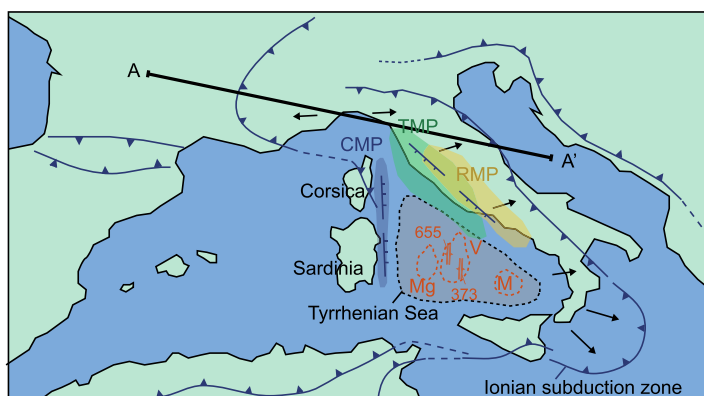 A
TMP
CMP
A'
RMP
Corsica
655
V
Sardinia
Mg
373
M
Tyrrhenian Sea
Ionian subduction zone